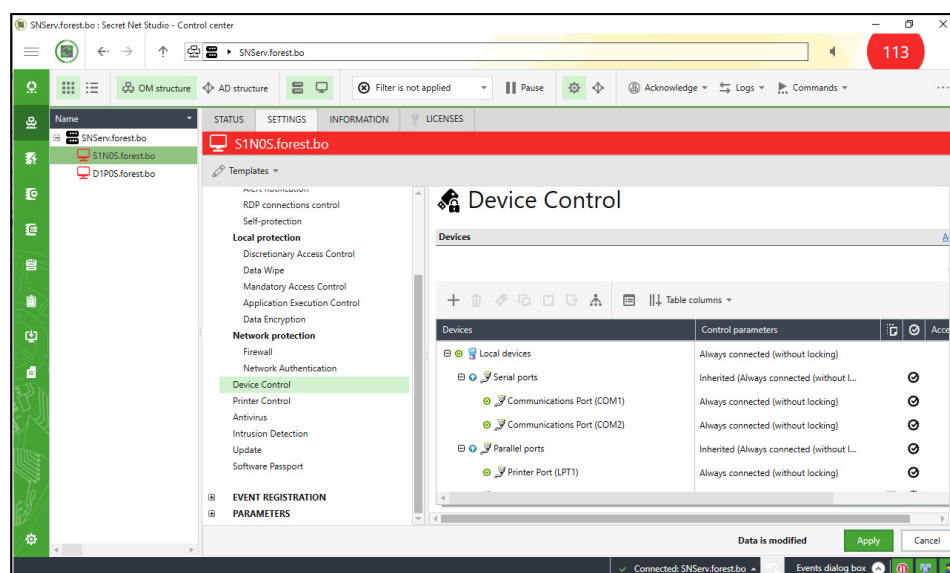 SNServ.forest.bo : Secret Net Studio - Control center
SNServ.forest.bo
113
OM structure AD structure Filter is not applied Pause Acknowledge Logs Commands ...
Name
SNServ.forest.bo
S1N0S.forest.bo
D1P0S.forest.bo
STATUS SETTINGS INFORMATION LICENSES
S1N0S.forest.bo
Templates
Alert notification
RDP connections control
Self-protection
Local protection
Discretionary Access Control
Data Wipe
Mandatory Access Control
Application Execution Control
Data Encryption
Network protection
Firewall
Network Authentication
Device Control
Printer Control
Antivirus
Intrusion Detection
Update
Software Passport
EVENT REGISTRATION
PARAMETERS
Device Control
Devices
Table columns
Devices Control parameters Acce
Local devices Always connected (without locking)
Serial ports Inherited (Always connected (without l...
Communications Port (COM1) Always connected (without locking)
Communications Port (COM2) Always connected (without locking)
Parallel ports Inherited (Always connected (without l...
Printer Port (LPT1) Always connected (without locking)
Data is modified Apply Cancel
Connected: SNServ.forest.bo Events dialog box